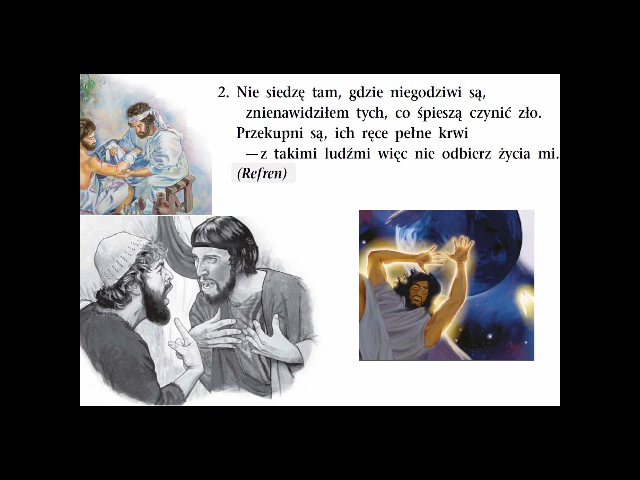 2. Nie siedzę tam, gdzie niegodziwi są,
znienawidziłem tych, co śpieszą czynić zło.
Przekupni są, ich ręce pełne krwi
—z takimi ludźmi więc nie odbierz życia mi.
(Refren)